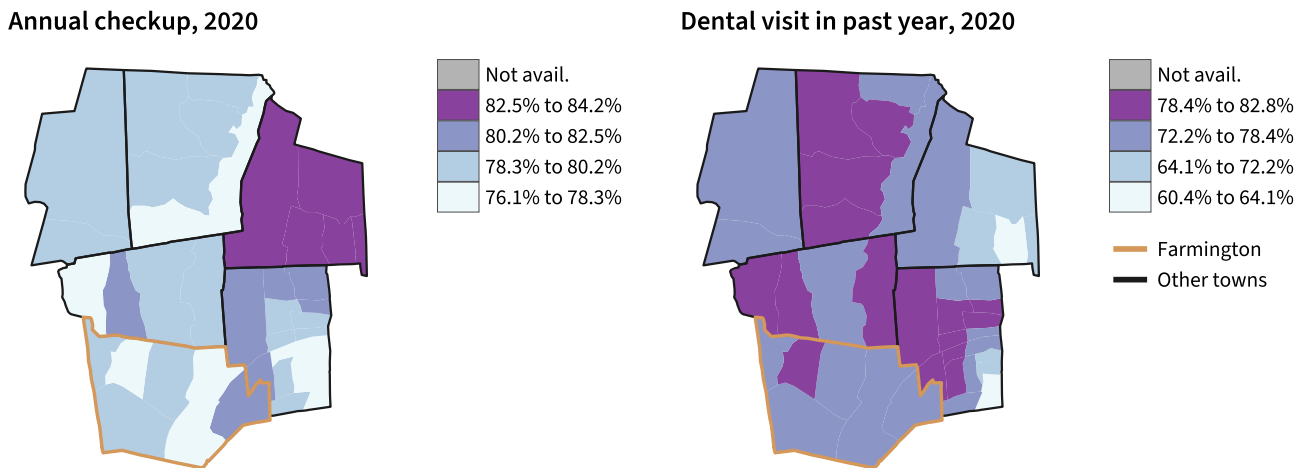 Annual checkup, 2020
Not avail.
82.5% to 84.2%
80.2% to 82.5%
78.3% to 80.2%
76.1% to 78.3%
Dental visit in past year, 2020
Not avail.
78.4% to 82.8%
72.2% to 78.4%
64.1% to 72.2%
60.4% to 64.1%
Farmington
Other towns